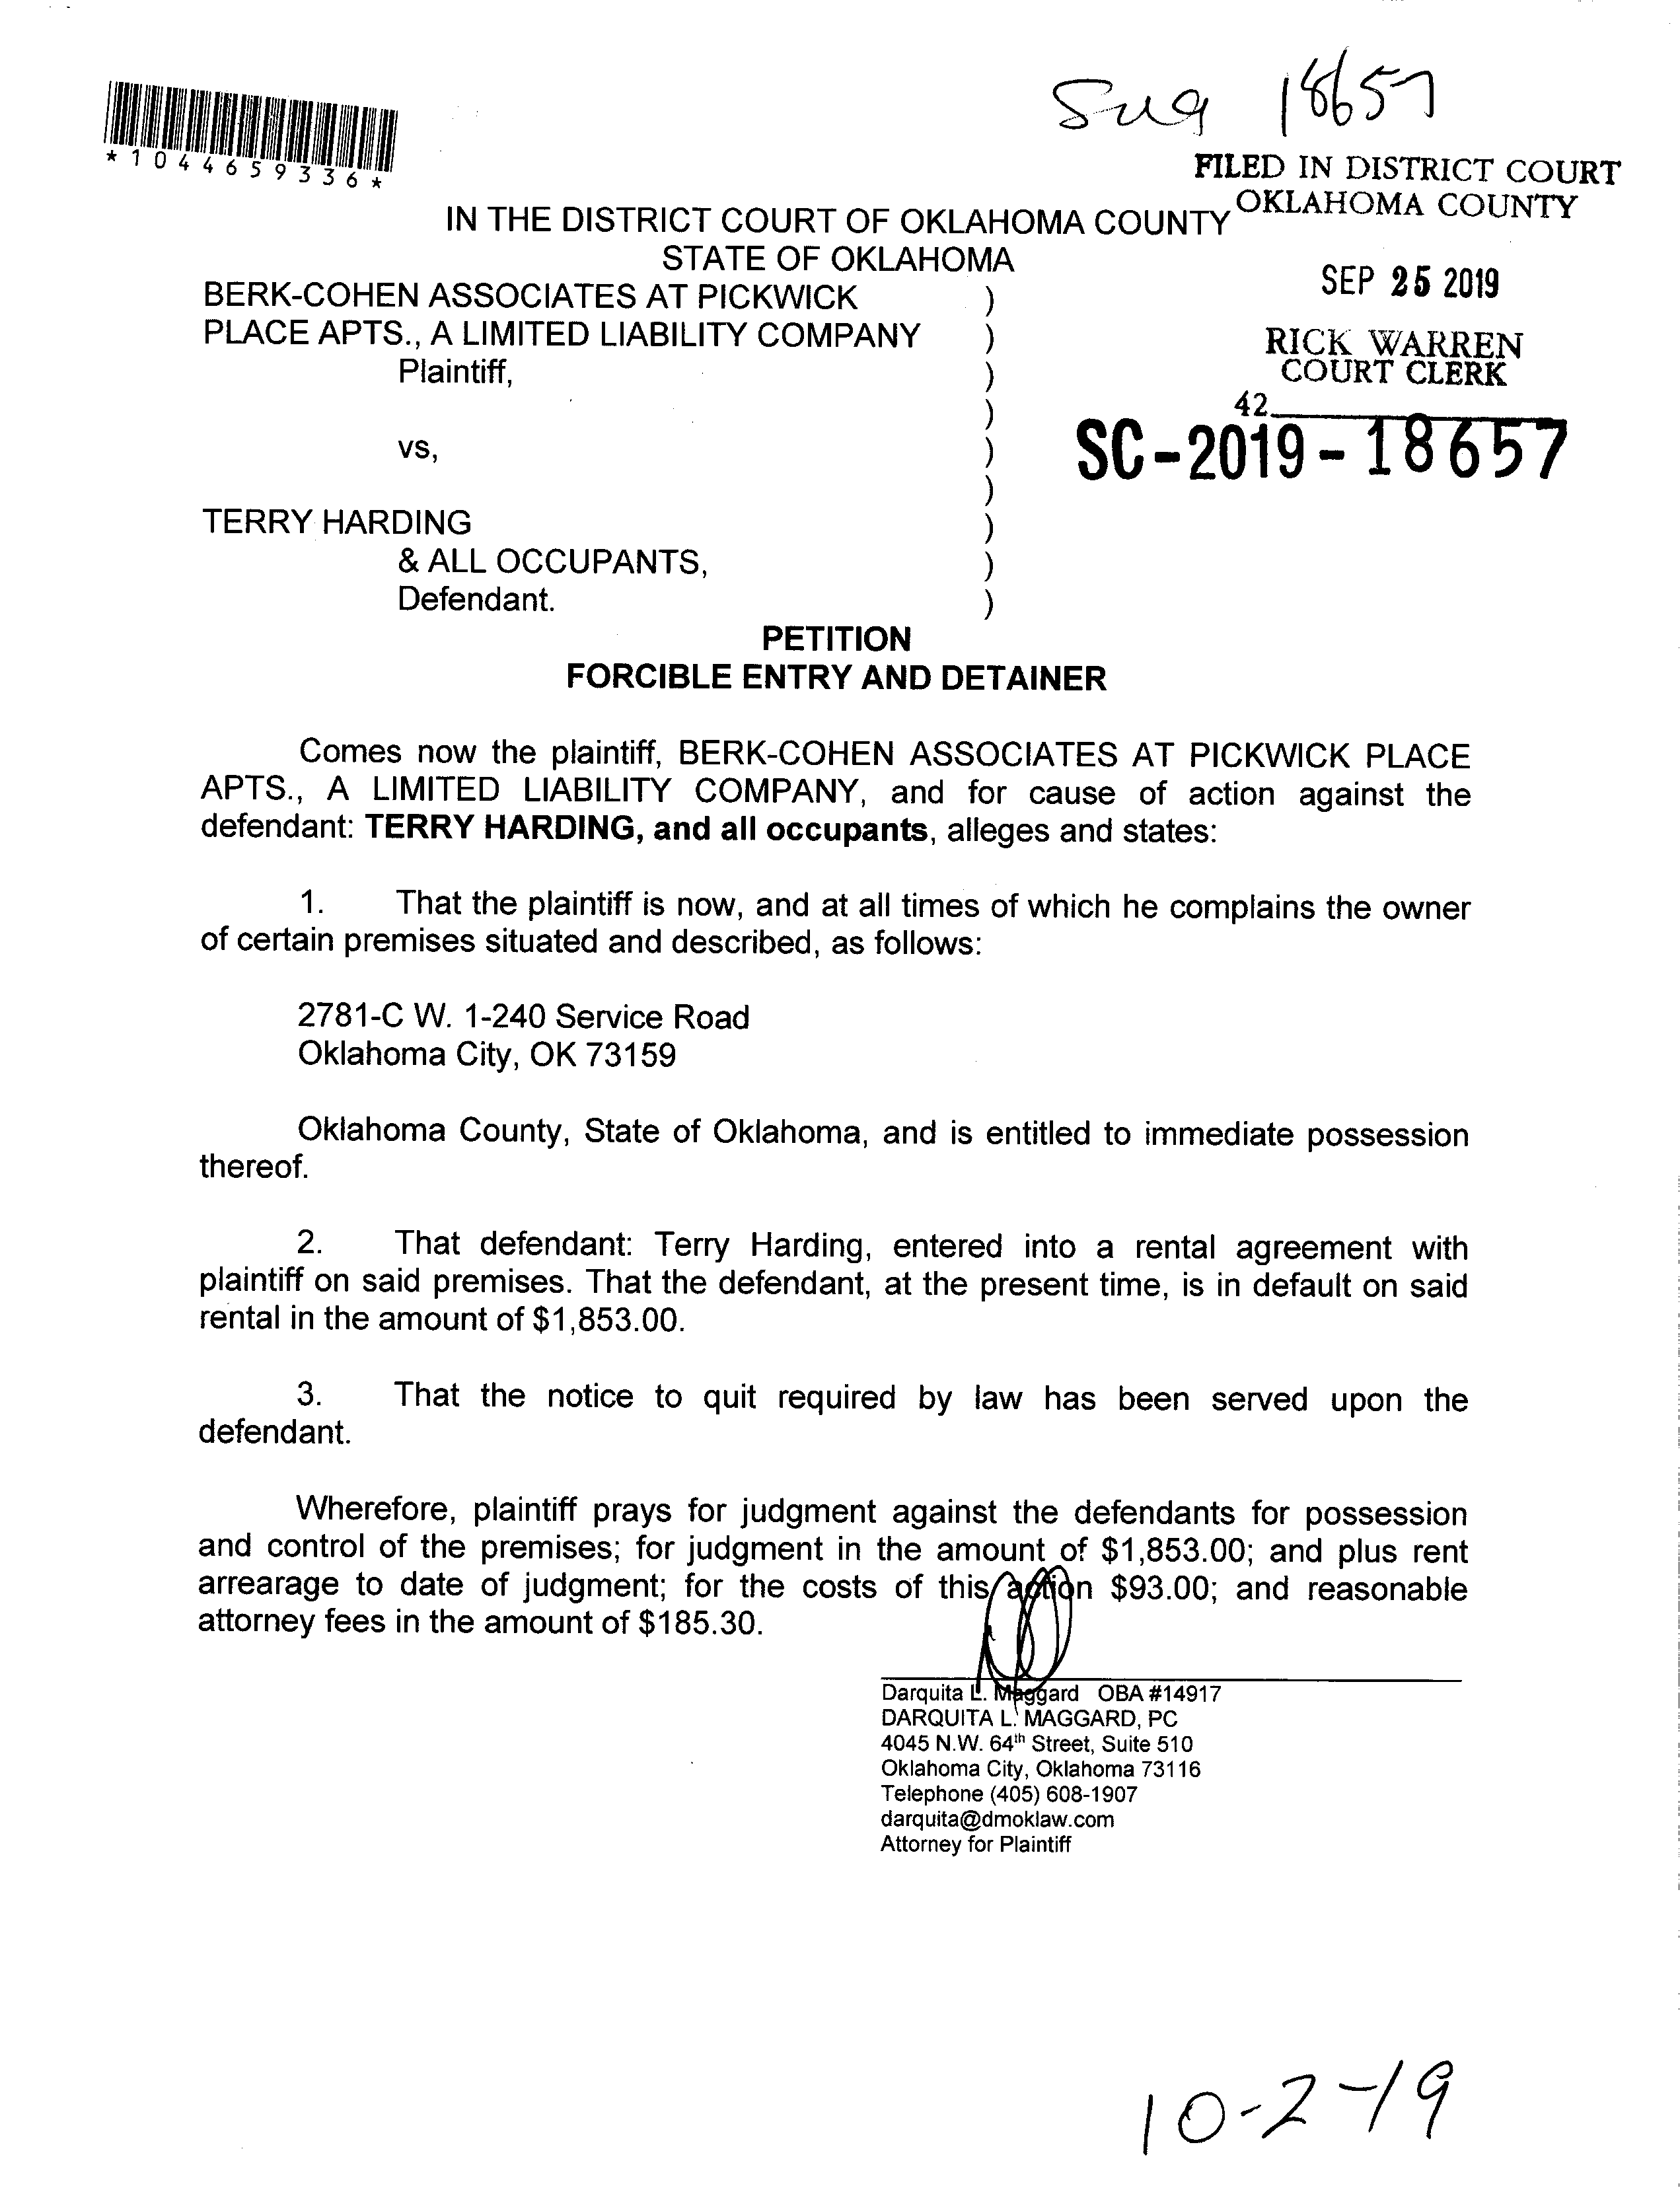 Sug 18657
*1044659336*
FILED IN DISTRICT COURT
OKLAHOMA COUNTY
IN THE DISTRICT COURT OF OKLAHOMA COUNTY
STATE OF OKLAHOMA
SEP 25 2019
BERK-COHEN ASSOCIATES AT PICKWICK )
PLACE APTS., A LIMITED LIABILITY COMPANY )
RICK WARREN
COURT CLERK
Plaintiff, )
)
42
SC-2019-18657
vs, )
)
TERRY HARDING )
& ALL OCCUPANTS, )
Defendant. )
PETITION
FORCIBLE ENTRY AND DETAINER
Comes now the plaintiff, BERK-COHEN ASSOCIATES AT PICKWICK PLACE
APTS., A LIMITED LIABILITY COMPANY, and for cause of action against the
defendant: TERRY HARDING, and all occupants, alleges and states:
1. That the plaintiff is now, and at all times of which he complains the owner
of certain premises situated and described, as follows:
2781-C W. 1-240 Service Road
Oklahoma City, OK 73159
Oklahoma County, State of Oklahoma, and is entitled to immediate possession
thereof.
2. That defendant: Terry Harding, entered into a rental agreement with
plaintiff on said premises. That the defendant, at the present time, is in default on said
rental in the amount of $1,853.00.
3. That the notice to quit required by law has been served upon the
defendant.
Wherefore, plaintiff prays for judgment against the defendants for possession
and control of the premises; for judgment in the amount of $1,853.00; and plus rent
arrearage to date of judgment; for the costs of this action $93.00; and reasonable
attorney fees in the amount of $185.30.
Darquita L. Maggard OBA #14917
DARQUITA L. MAGGARD, PC
4045 N.W. 64th Street, Suite 510
Oklahoma City, Oklahoma 73116
Telephone (405) 608-1907
darquita@dmoklaw.com
Attorney for Plaintiff
10-2-19